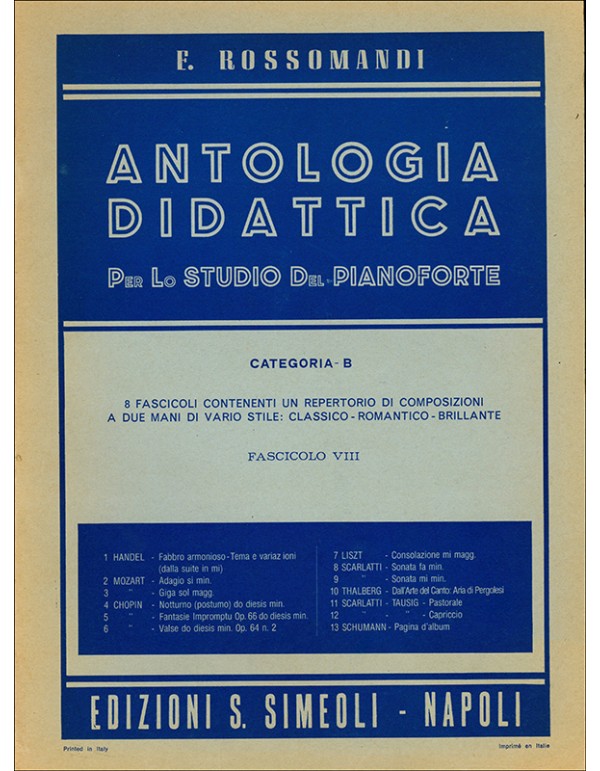 E. ROSSOMANDI
ANTOLOGIA
DIDATTICA
PER LO STUDIO DEL PIANOFORTE
CATEGORIA - B
8 FASCICOLI CONTENENTI UN REPERTORIO DI COMPOSIZIONI
A DUE MANI DI VARIO STILE: CLASSICO - ROMANTICO - BRILLANTE
FASCICOLO VIII
1 HANDEL - Fabbro armonioso - Tema e variaz ioni
(dalla suite in mi)
2 MOZART - Adagio si min.
3 " - Giga sol magg.
4 CHOPIN - Notturno (postumo) do diesis min.
5 " - Fantasie Impromptu Op. 66 do diesis min.
6 " - Valse do diesis min. Op. 64 n. 2
7 LISZT - Consolazione mi magg.
8 SCARLATTI - Sonata fa min.
9 " - Sonata mi min.
10 THALBERG - Dall'Arte del Canto: Aria di Pergolesi
11 SCARLATTI - TAUSIG - Pastorale
12 " - " - Capriccio
13 SCHUMANN - Pagina d'album
EDIZIONI S. SIMEOLI - NAPOLI
Printed in Italy
Imprimé en Italie